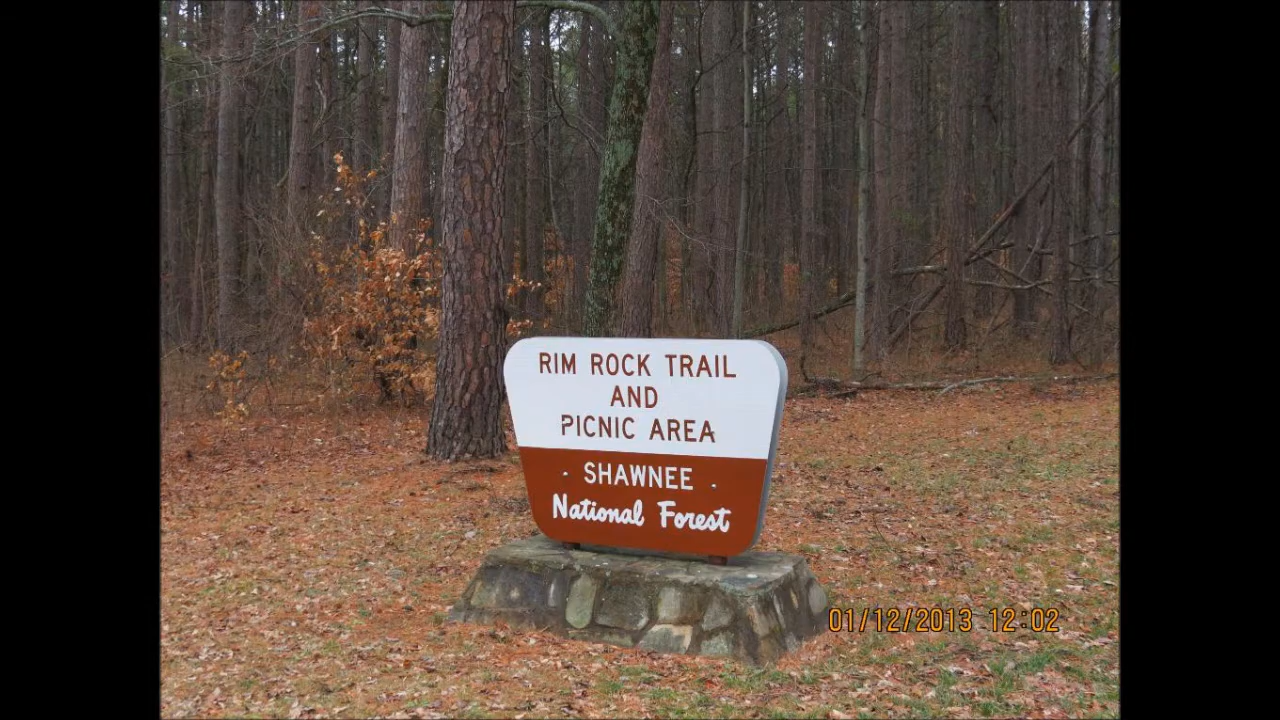 RIM ROCK TRAIL
AND
PICNIC AREA
· SHAWNEE ·
National Forest
01/12/2013 12:02